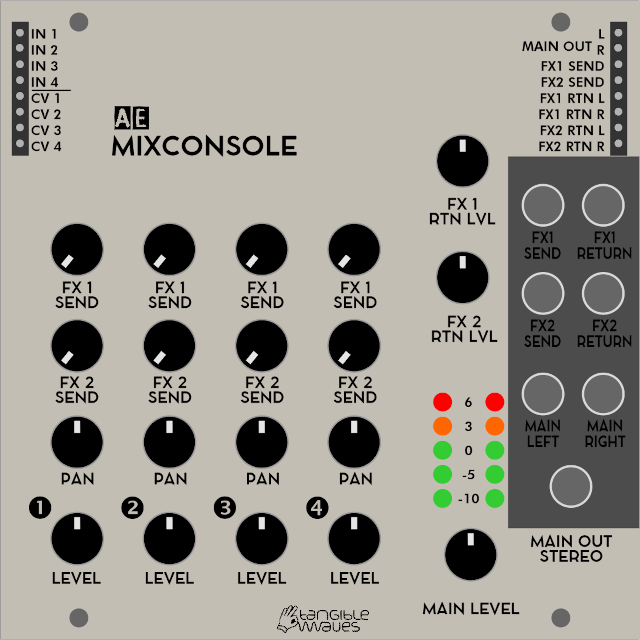 IN 1
IN 2
IN 3
IN 4
CV 1
CV 2
CV 3
CV 4
L
MAIN OUT R
FX1 SEND
FX2 SEND
FX1 RTN L
FX1 RTN R
FX2 RTN L
FX2 RTN R
AE
MIXCONSOLE
FX 1
RTN LVL
FX 2
RTN LVL
FX1
SEND
FX1
RETURN
FX2
SEND
FX2
RETURN
MAIN
LEFT
MAIN
RIGHT
MAIN OUT
STEREO
FX 1
SEND
FX 1
SEND
FX 1
SEND
FX 1
SEND
FX 2
SEND
FX 2
SEND
FX 2
SEND
FX 2
SEND
PAN
PAN
PAN
PAN
1
2
3
4
LEVEL
LEVEL
LEVEL
LEVEL
6
3
0
-5
-10
MAIN LEVEL
tangible
waves